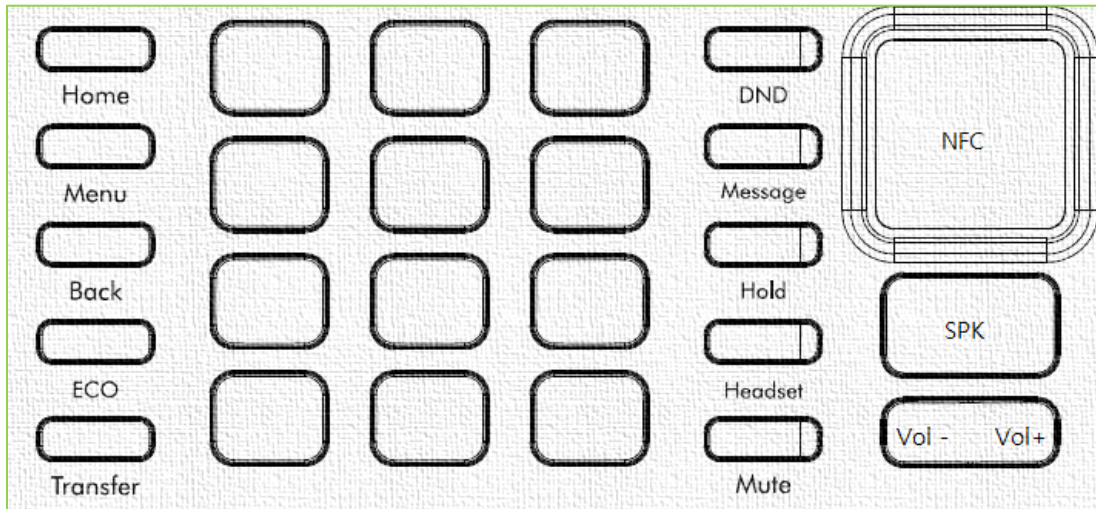 Home
Menu
Back
ECO
Transfer
DND
Message
Hold
Headset
Mute
NFC
SPK
Vol - Vol+